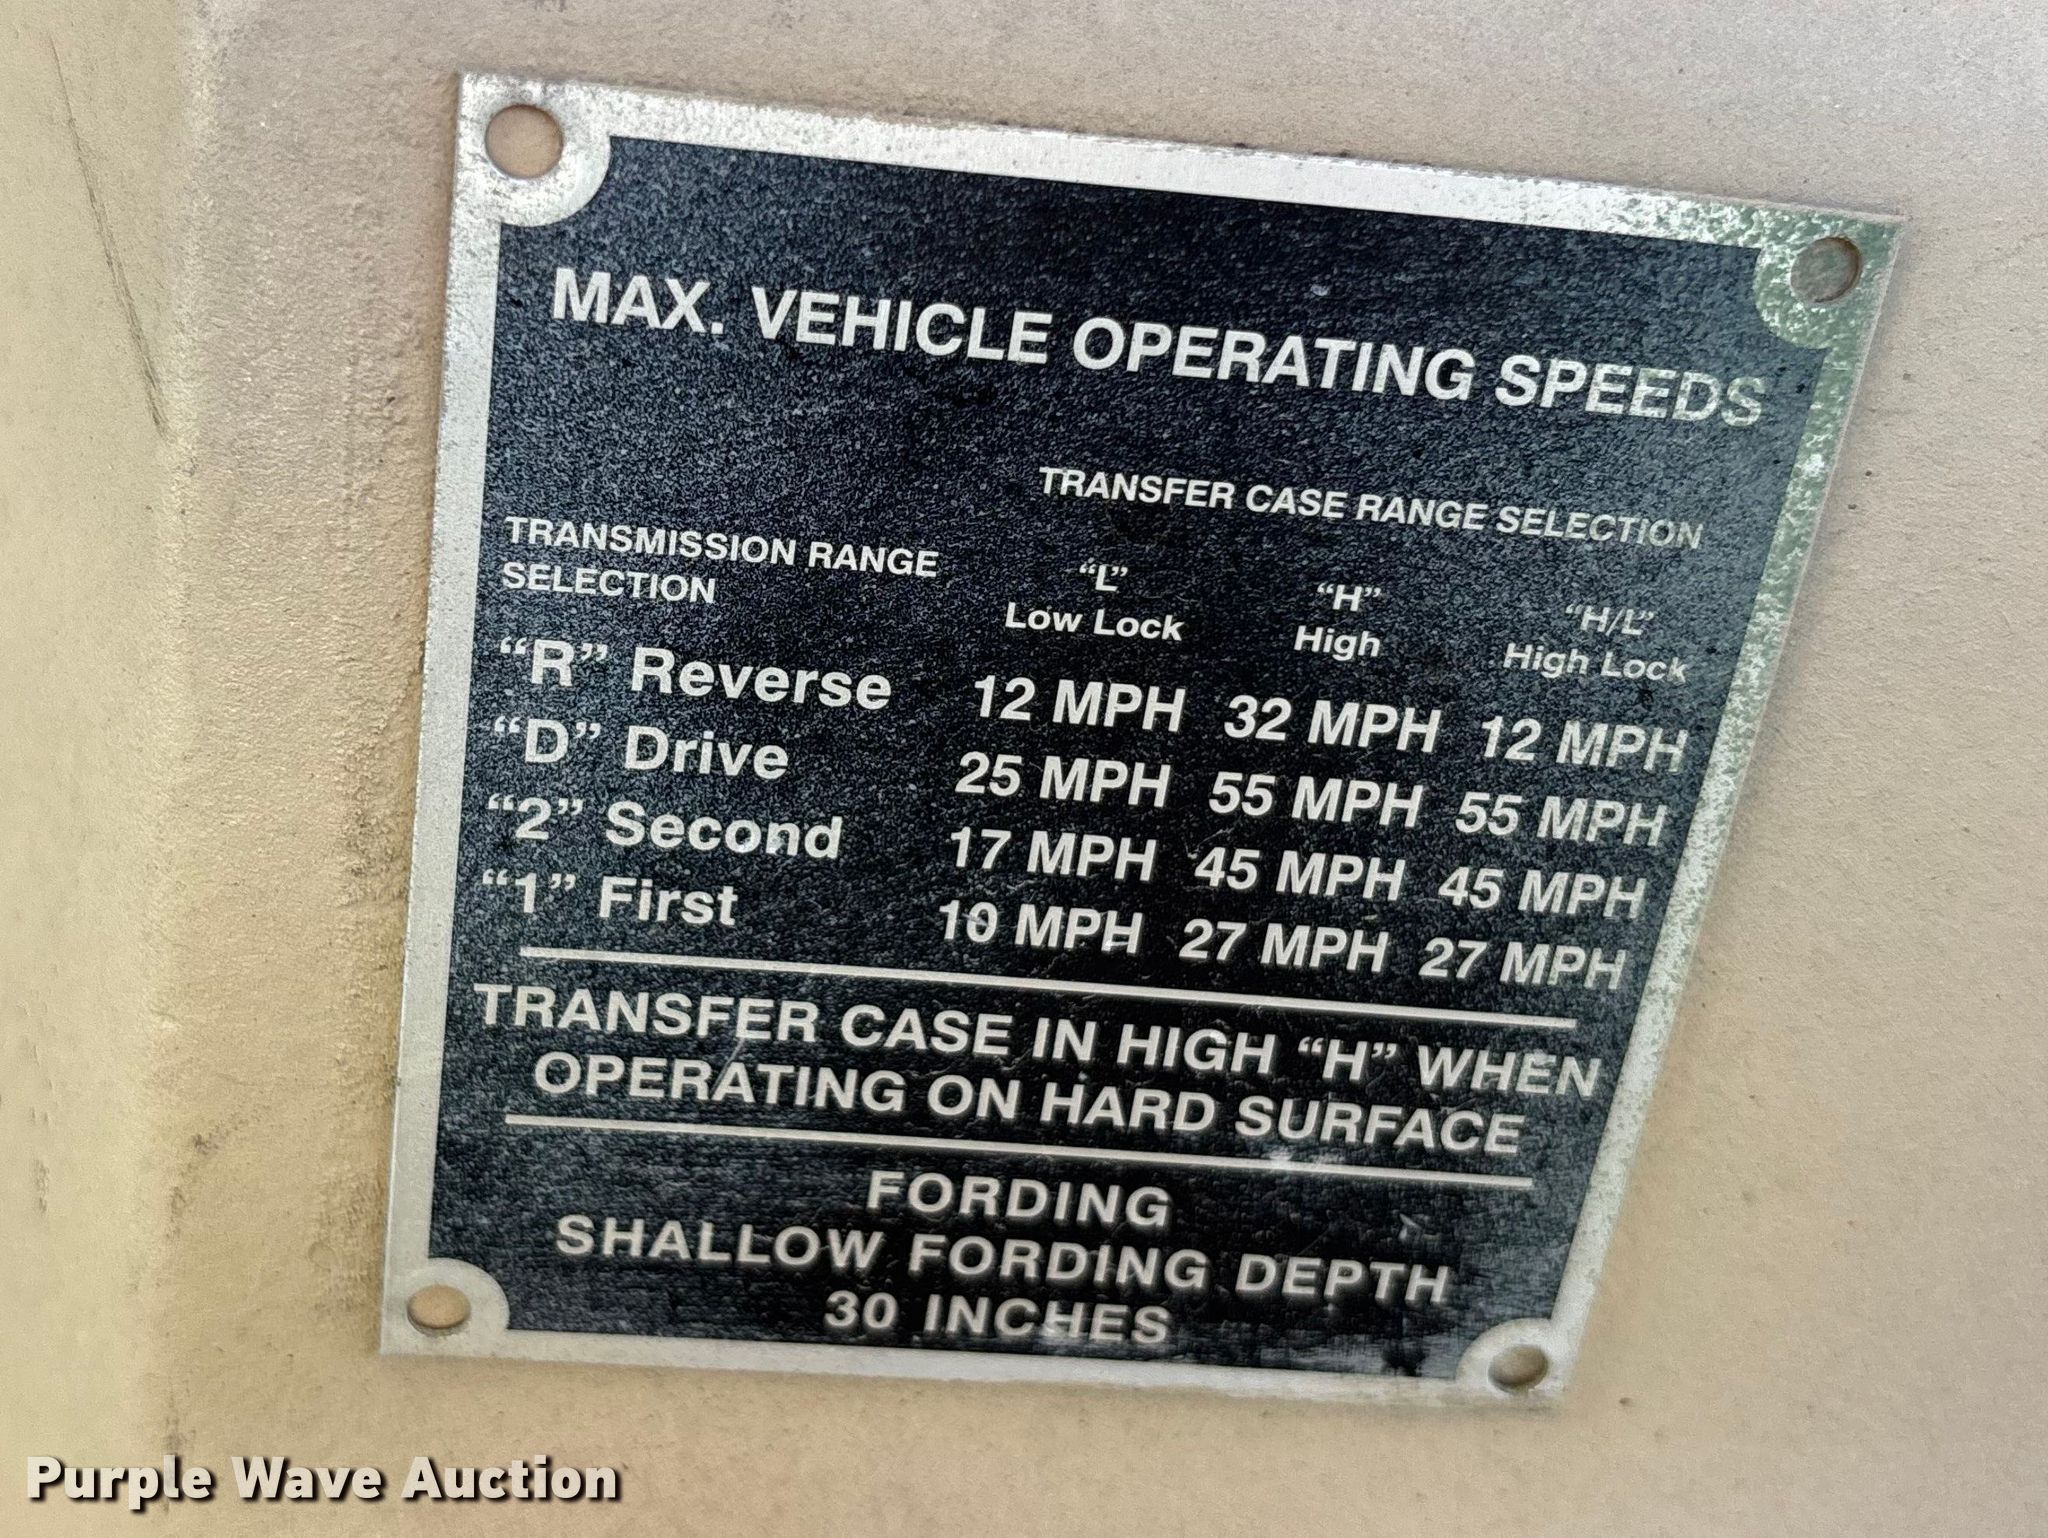 MAX. VEHICLE OPERATING SPEEDS
TRANSFER CASE RANGE SELECTION
TRANSMISSION RANGE
SELECTION
“L” “H” “H/L”
Low Lock High High Lock
“R” Reverse 12 MPH 32 MPH 12 MPH
“D” Drive 25 MPH 55 MPH 55 MPH
“2” Second 17 MPH 45 MPH 45 MPH
“1” First 10 MPH 27 MPH 27 MPH
TRANSFER CASE IN HIGH “H” WHEN
OPERATING ON HARD SURFACE
FORDING
SHALLOW FORDING DEPTH
30 INCHES
Purple Wave Auction